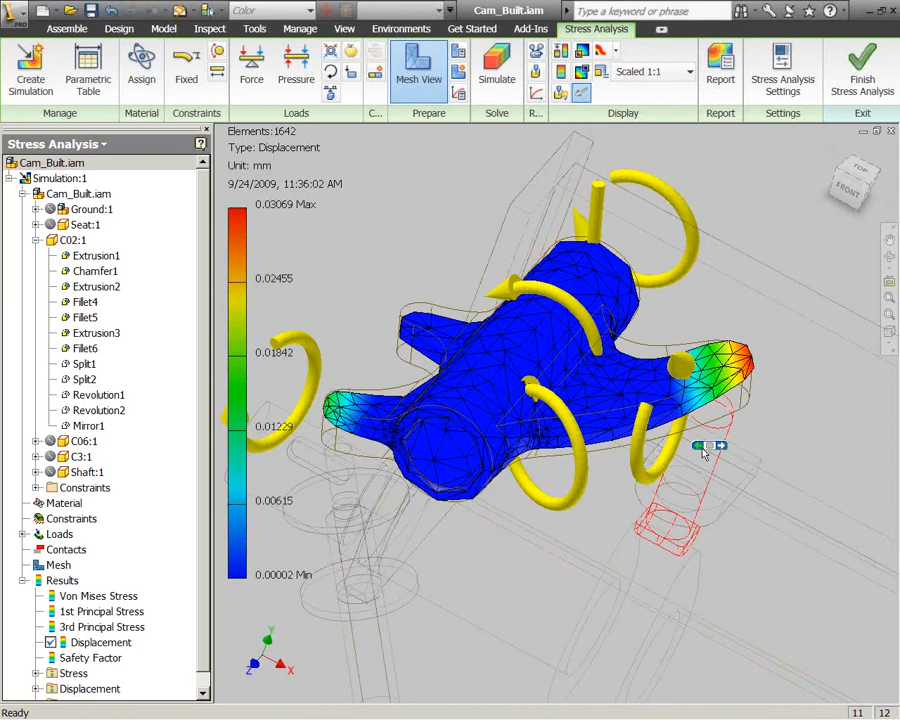 PRO
Color
Cam_Built.iam
Type a keyword or phrase
Assemble Design Model Inspect Tools Manage View Environments Get Started Add-Ins Stress Analysis
Create Simulation
Parametric Table
Assign
Fixed
Force
Pressure
Mesh View
Simulate
Scaled 1:1
Report
Stress Analysis Settings
Finish Stress Analysis
Manage Material Constraints Loads C... Prepare Solve R... Display Report Settings Exit
Stress Analysis
Cam_Built.iam
Simulation:1
Cam_Built.iam
Ground:1
Seat:1
C02:1
Extrusion1
Chamfer1
Extrusion2
Fillet4
Fillet5
Extrusion3
Fillet6
Split1
Split2
Revolution1
Revolution2
Mirror1
C06:1
C3:1
Shaft:1
Constraints
Material
Constraints
Loads
Contacts
Mesh
Results
Von Mises Stress
1st Principal Stress
3rd Principal Stress
Displacement
Safety Factor
Stress
Displacement
Elements:1642
Type: Displacement
Unit: mm
9/24/2009, 11:36:02 AM
0.03069 Max
0.02455
0.01842
0.01229
0.00615
0.00002 Min
TOP
FRONT
Y
Z
X
Ready
11 12